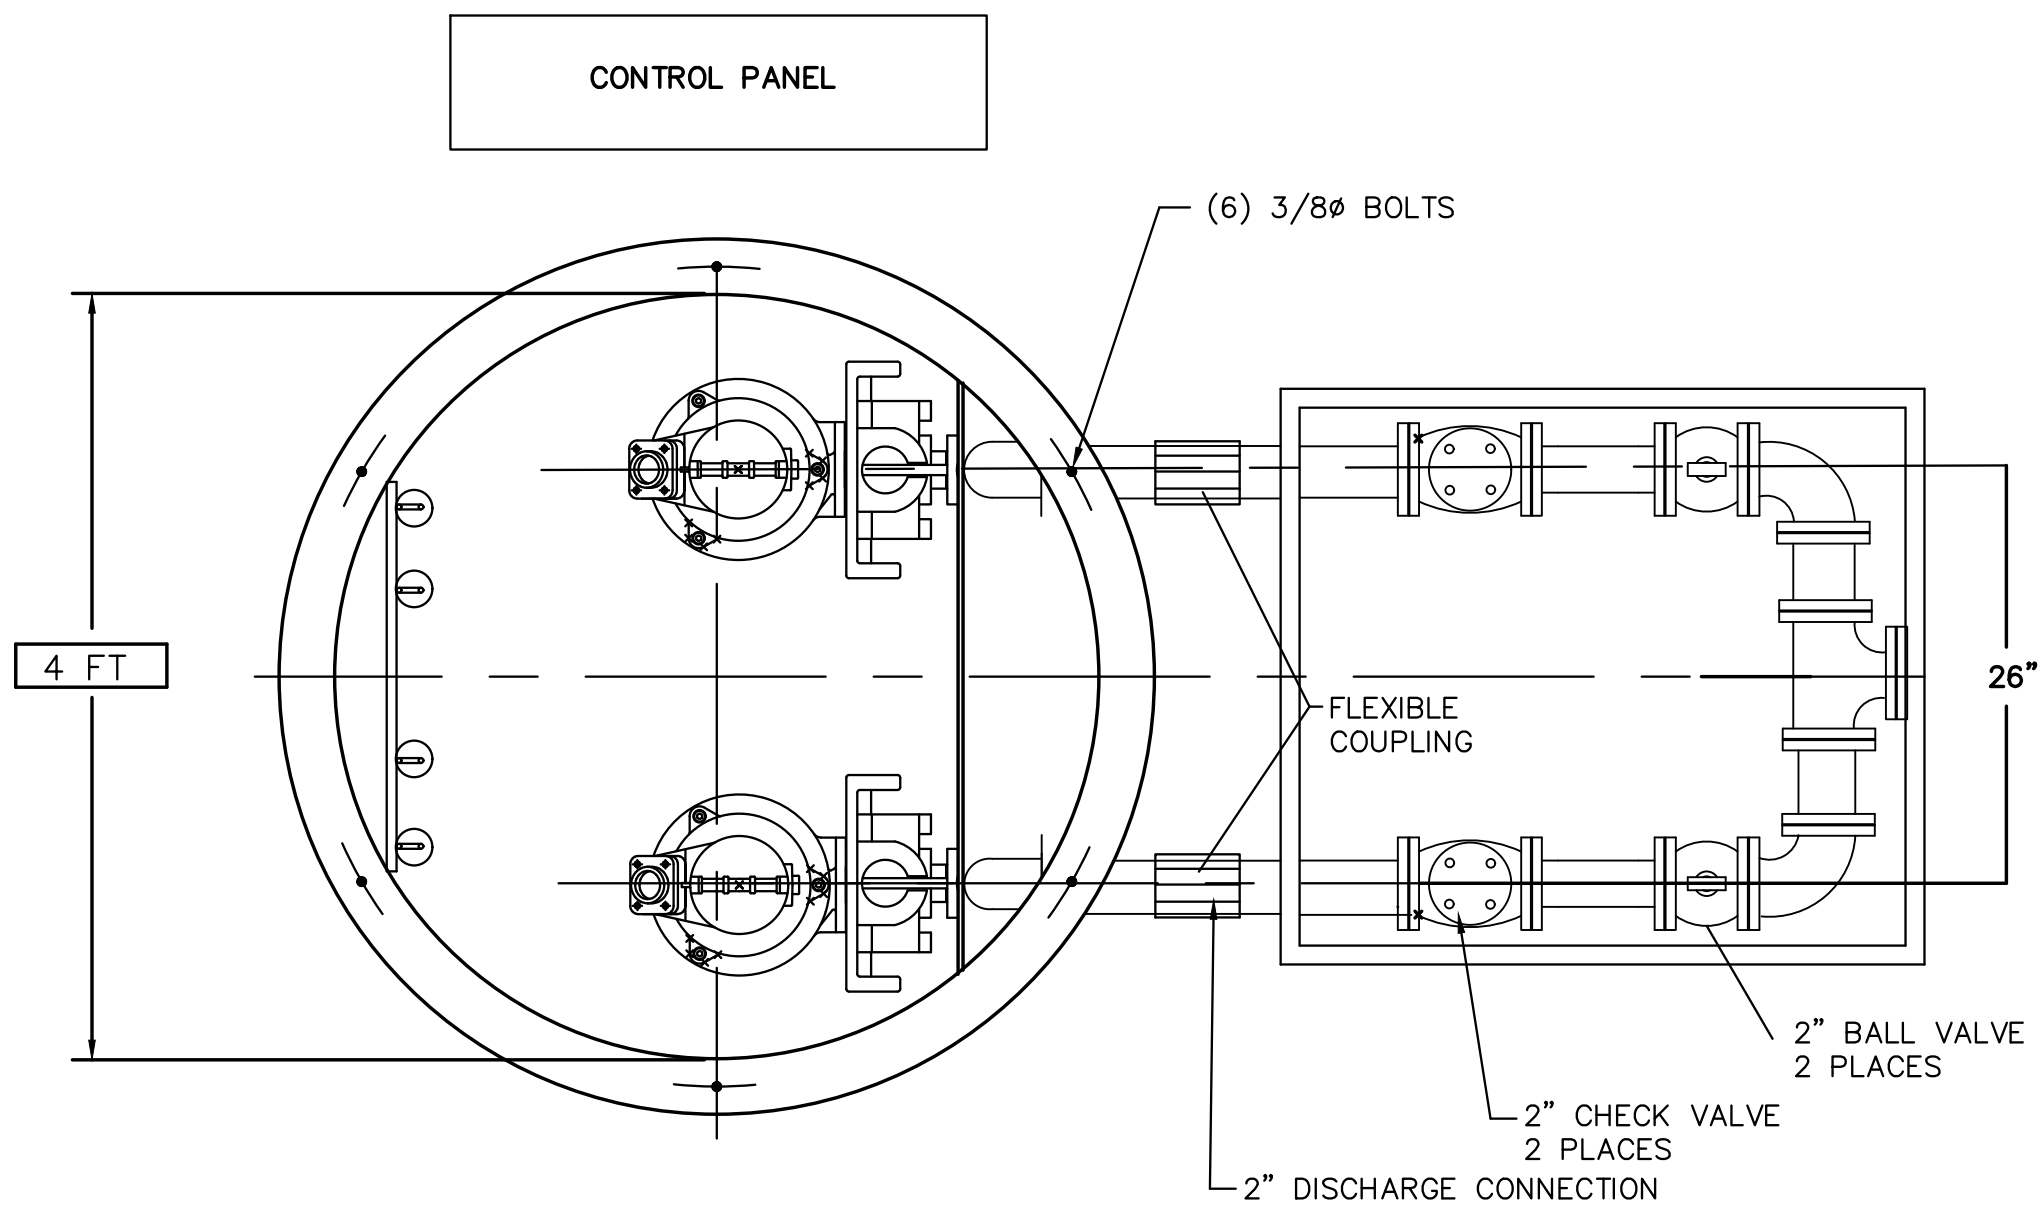 CONTROL PANEL
(6) 3/8ø BOLTS
4 FT
26"
FLEXIBLE
COUPLING
2" BALL VALVE
2 PLACES
2" CHECK VALVE
2 PLACES
2" DISCHARGE CONNECTION